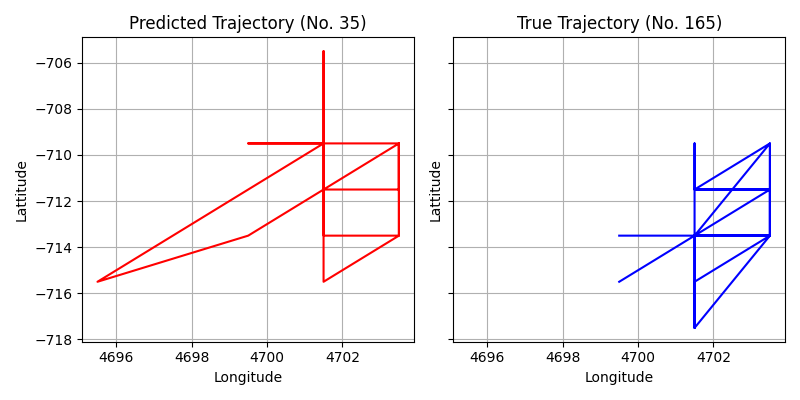 Predicted Trajectory (No. 35)
True Trajectory (No. 165)
−706
−708
−710
−712
−714
−716
−718
Lattitude
Lattitude
4696 4698 4700 4702
4696 4698 4700 4702
Longitude
Longitude